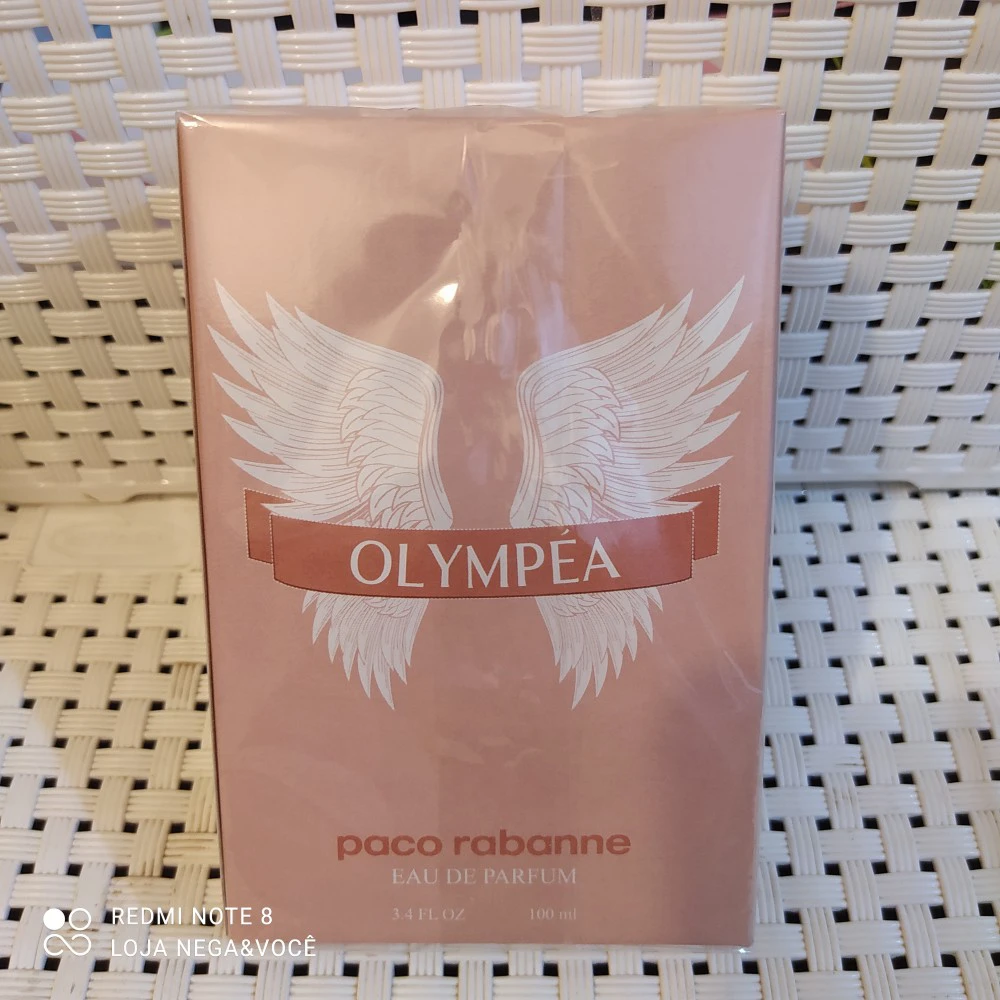 OLYMPÉA
paco rabanne
EAU DE PARFUM
3.4 FL OZ 100 ml
REDMI NOTE 8
LOJA NEGA&VOCÊ